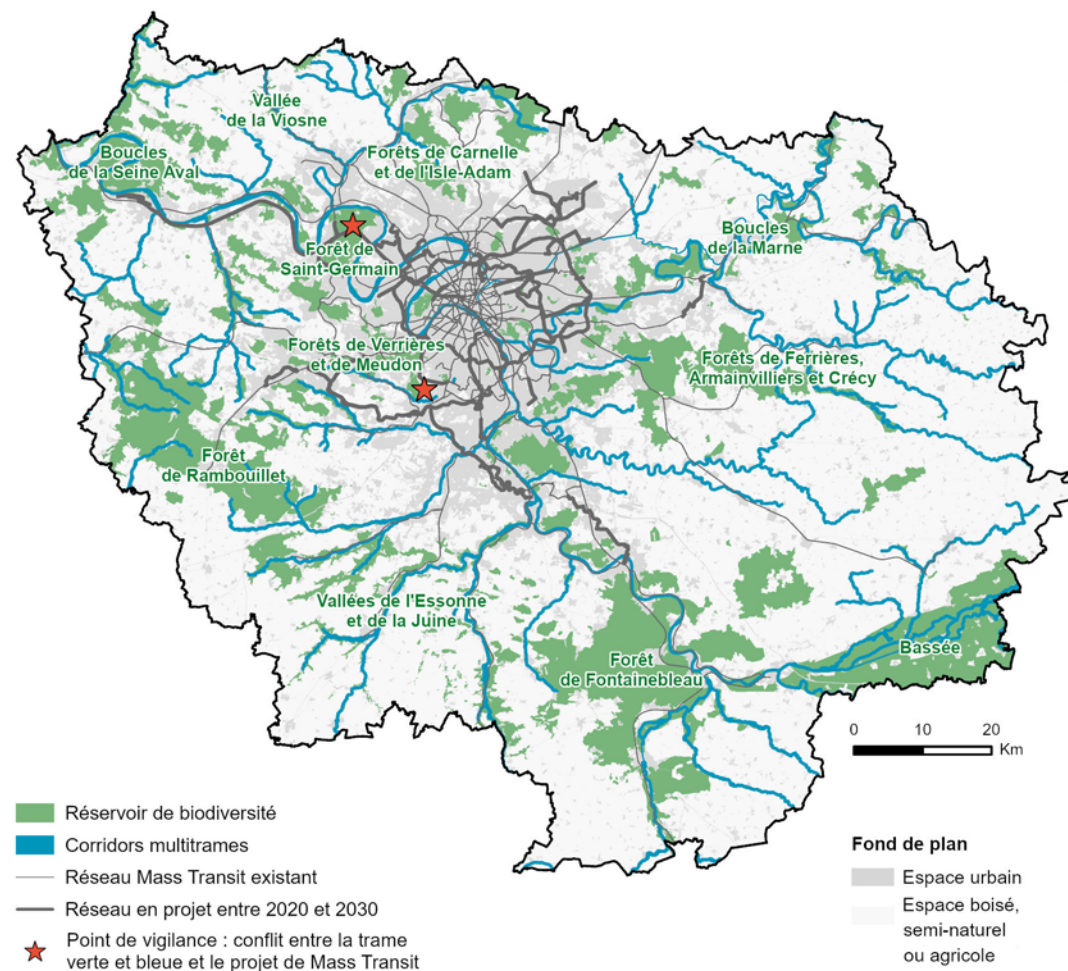 Vallée
de la Viosne
Boucles
de la Seine Aval
Forêts de Carnelle
et de l'Isle-Adam
Boucles
de la Marne
Forêt de
Saint-Germain
Forêts de Verrières
et de Meudon
Forêts de Ferrières,
Armainvilliers et Crécy
Forêt
de Rambouillet
Vallées de l'Essonne
et de la Juine
Forêt
de Fontainebleau
Bassée
0 10 20
Km
Réservoir de biodiversité
Corridors multitrames
Réseau Mass Transit existant
Réseau en projet entre 2020 et 2030
Point de vigilance : conflit entre la trame
verte et bleue et le projet de Mass Transit
Fond de plan
Espace urbain
Espace boisé,
semi-naturel
ou agricole